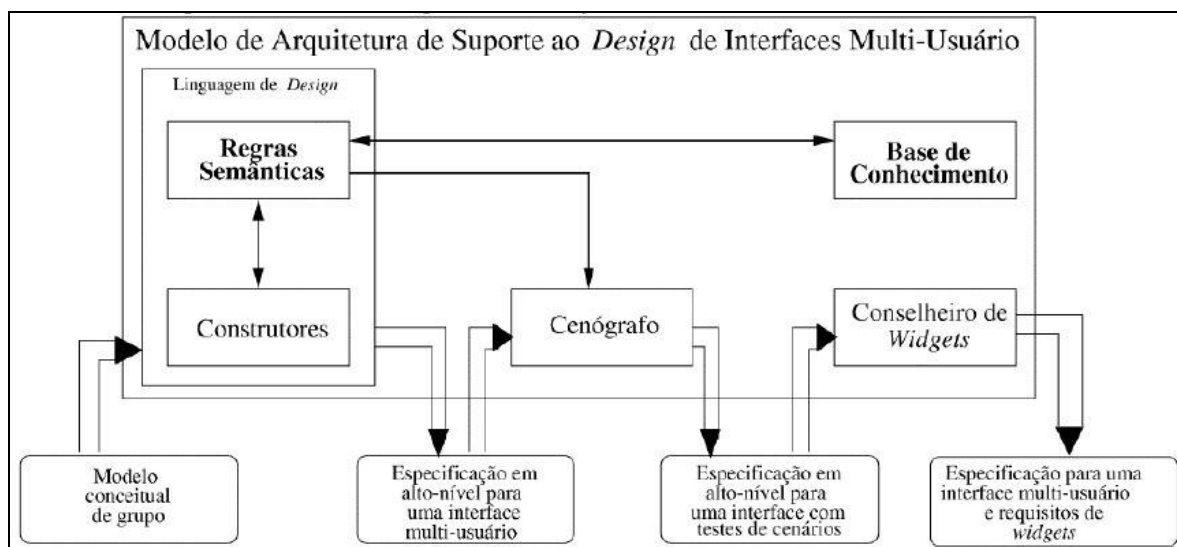 Modelo de Arquitetura de Suporte ao Design de Interfaces Multi-Usuário
Linguagem de Design
Regras
Semânticas
Base de
Conhecimento
Construtores
Cenógrafo
Conselheiro de
Widgets
Modelo
conceitual
de grupo
Especificação em
alto-nível para
uma interface
multi-usuário
Especificação em
alto-nível para
uma interface com
testes de cenários
Especificação para uma
interface multi-usuário
e requisitos de
widgets